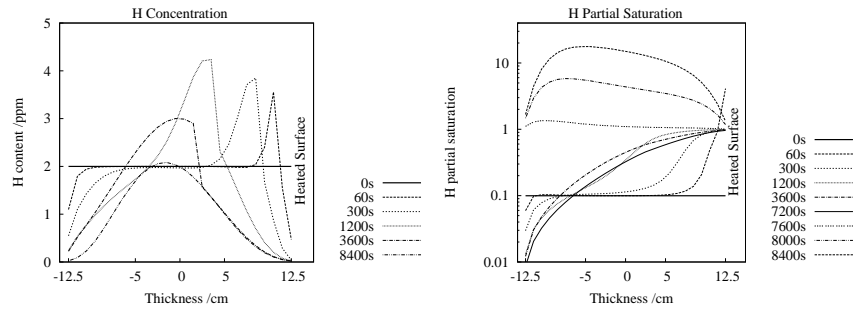 H Concentration
H content /ppm
5
4
3
2
1
0
-12.5
-5
0
5
12.5
Thickness /cm
Heated Surface
0s
60s
300s
1200s
3600s
8400s
H Partial Saturation
H partial saturation
10
1
0.1
0.01
-12.5
-5
0
5
12.5
Thickness /cm
Heated Surface
0s
60s
300s
1200s
3600s
7200s
7600s
8000s
8400s